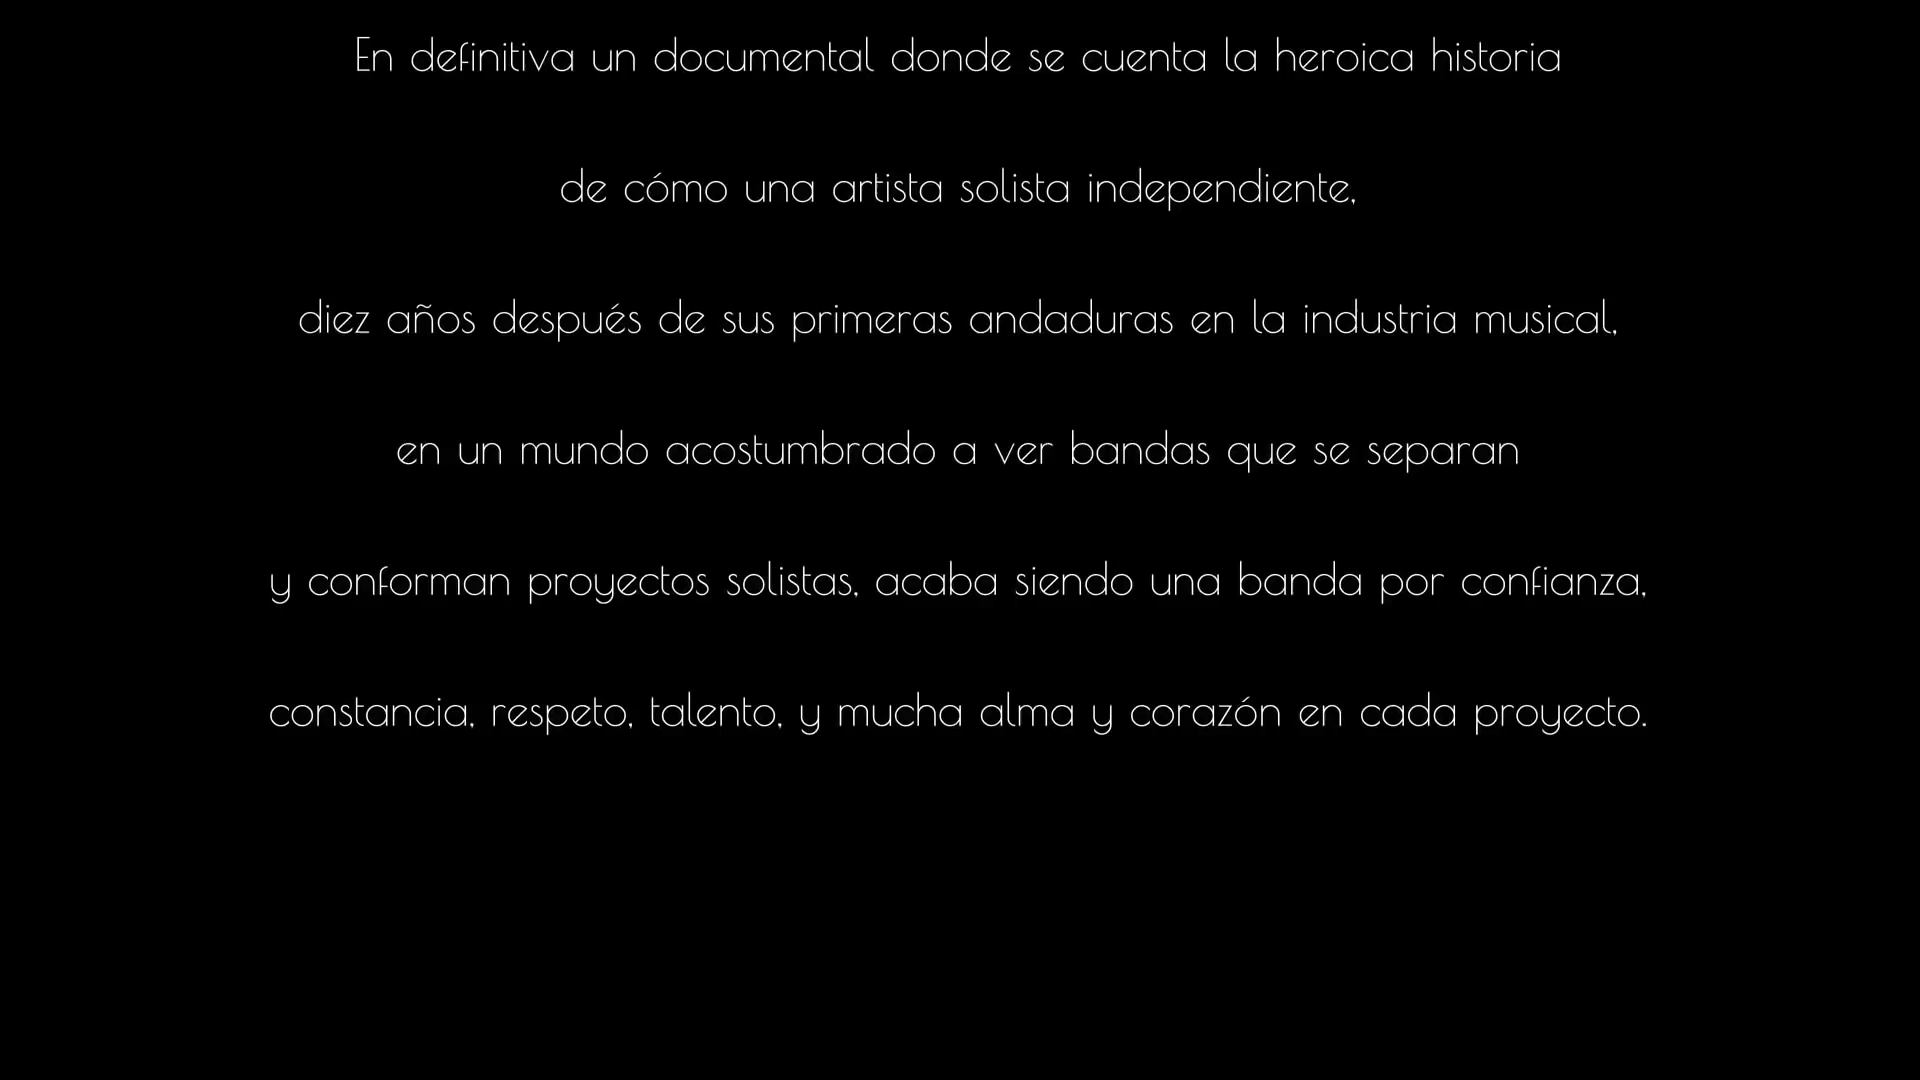 En definitiva un documental donde se cuenta la heroica historia
de cómo una artista solista independiente,
diez años después de sus primeras andaduras en la industria musical,
en un mundo acostumbrado a ver bandas que se separan
y conforman proyectos solistas, acaba siendo una banda por confianza,
constancia, respeto, talento, y mucha alma y corazón en cada proyecto.